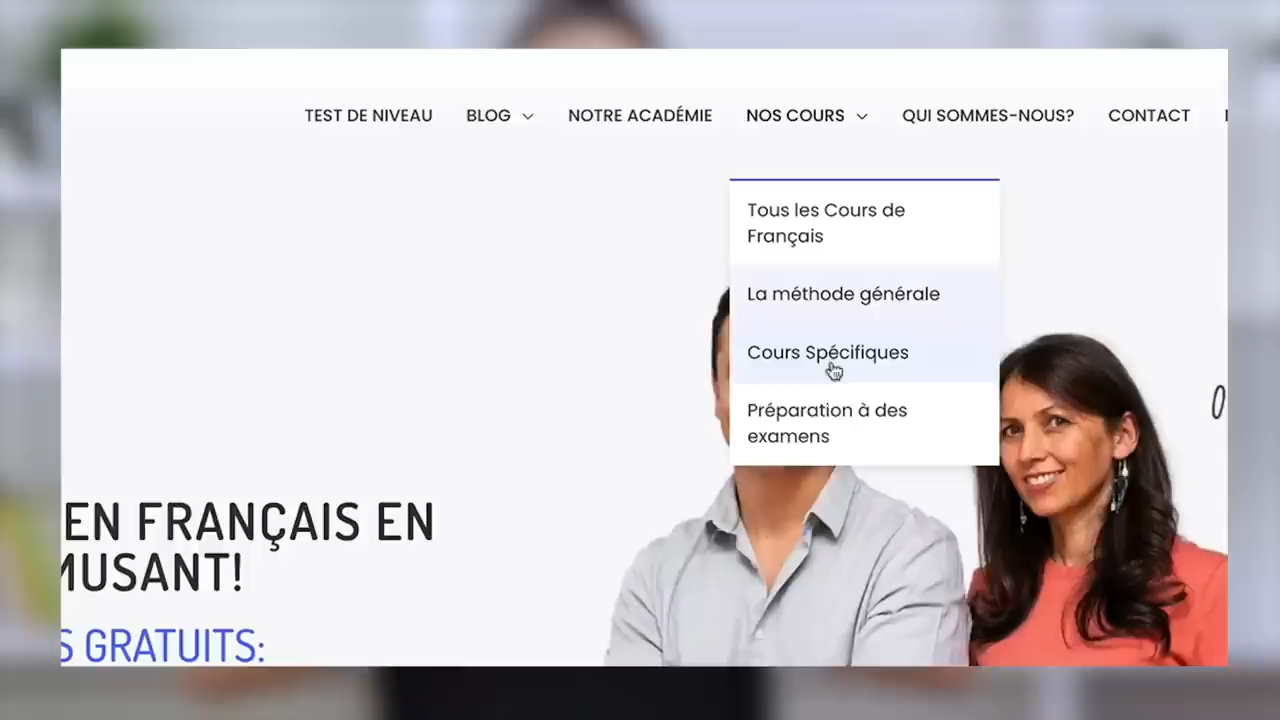 TEST DE NIVEAU BLOG NOTRE ACADÉMIE NOS COURS QUI SOMMES-NOUS? CONTACT
Tous les Cours de
Français
La méthode générale
Cours Spécifiques
Préparation à des
examens
EN FRANÇAIS EN
MUSANT!
S GRATUITS: